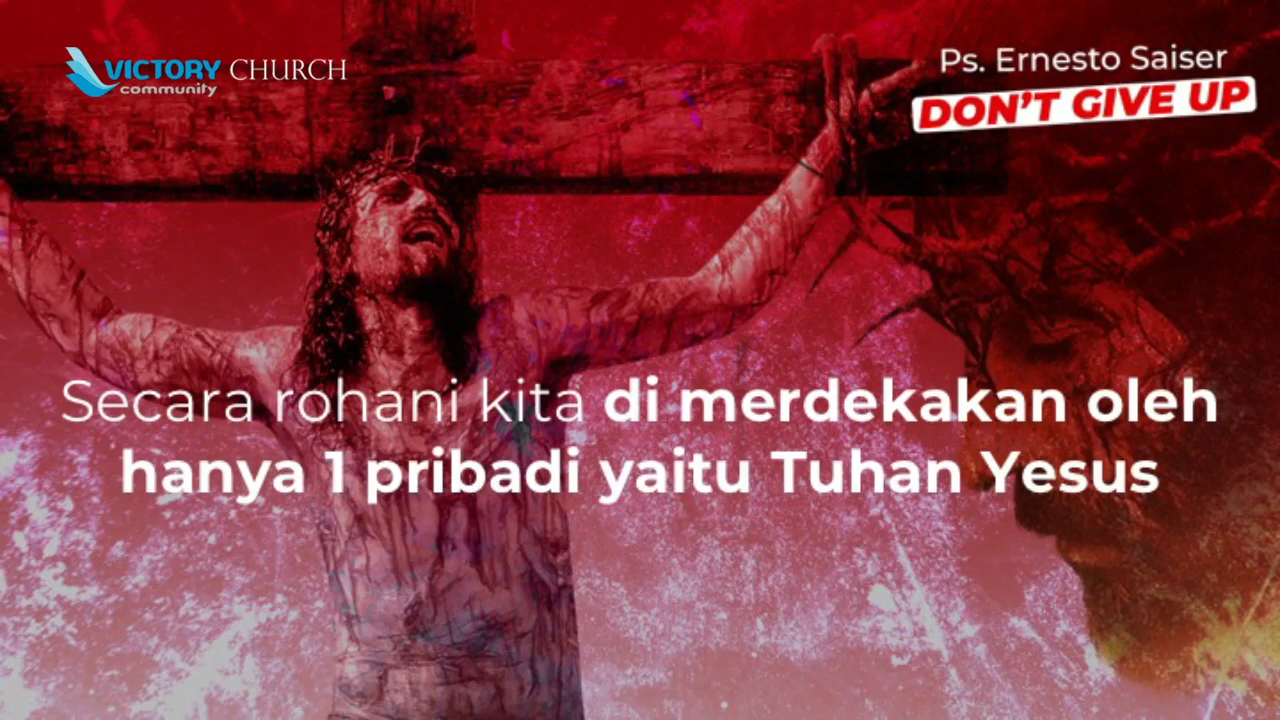 VICTORY CHURCH
community
Ps. Ernesto Saiser
DON'T GIVE UP
Secara rohani kita di merdekakan oleh
hanya 1 pribadi yaitu Tuhan Yesus